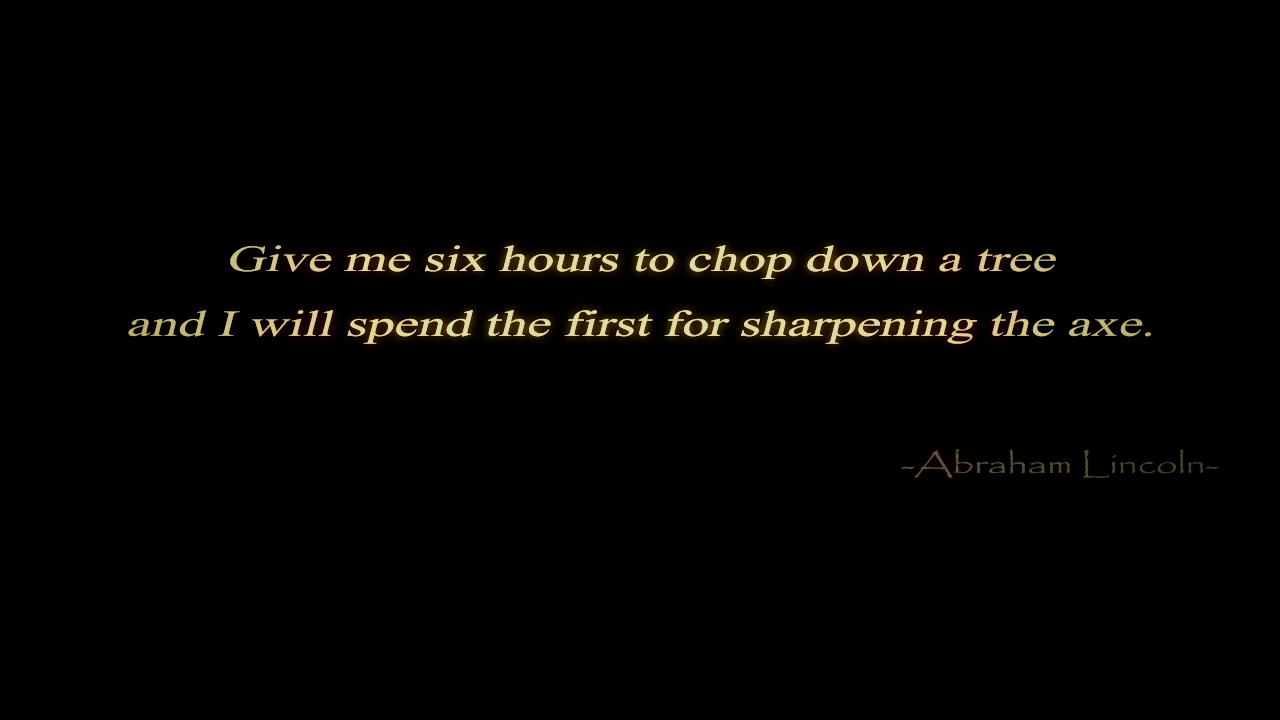 Give me six hours to chop down a tree
and I will spend the first for sharpening the axe.
-Abraham Lincoln-